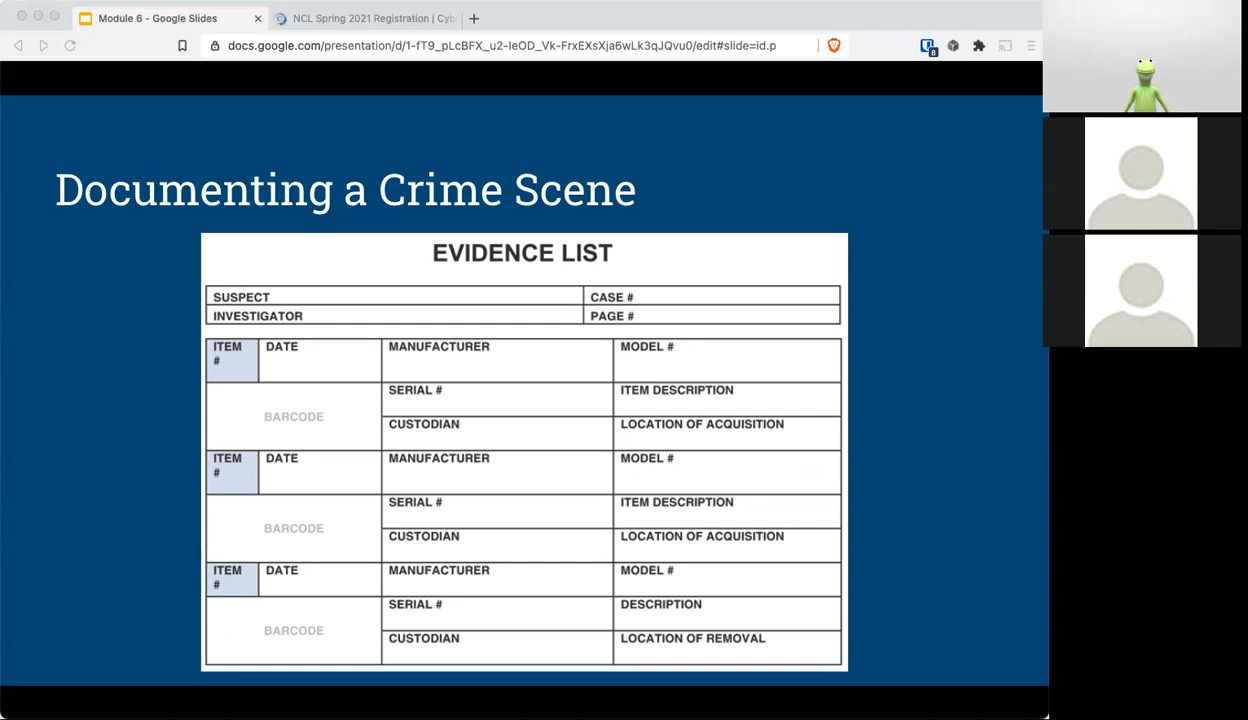 Module 6 - Google Slides
NCL Spring 2021 Registration | Cyb
docs.google.com/presentation/d/1-fT9_pLcBFX_u2-IeOD_Vk-FrxEXsXja6wLk3qJQvu0/edit#slide=id.p
8
Documenting a Crime Scene
EVIDENCE LIST
SUSPECT CASE #
INVESTIGATOR PAGE #
ITEM # DATE MANUFACTURER MODEL #
SERIAL # ITEM DESCRIPTION
BARCODE
CUSTODIAN LOCATION OF ACQUISITION
ITEM # DATE MANUFACTURER MODEL #
SERIAL # ITEM DESCRIPTION
BARCODE
CUSTODIAN LOCATION OF ACQUISITION
ITEM # DATE MANUFACTURER MODEL #
SERIAL # DESCRIPTION
BARCODE
CUSTODIAN LOCATION OF REMOVAL